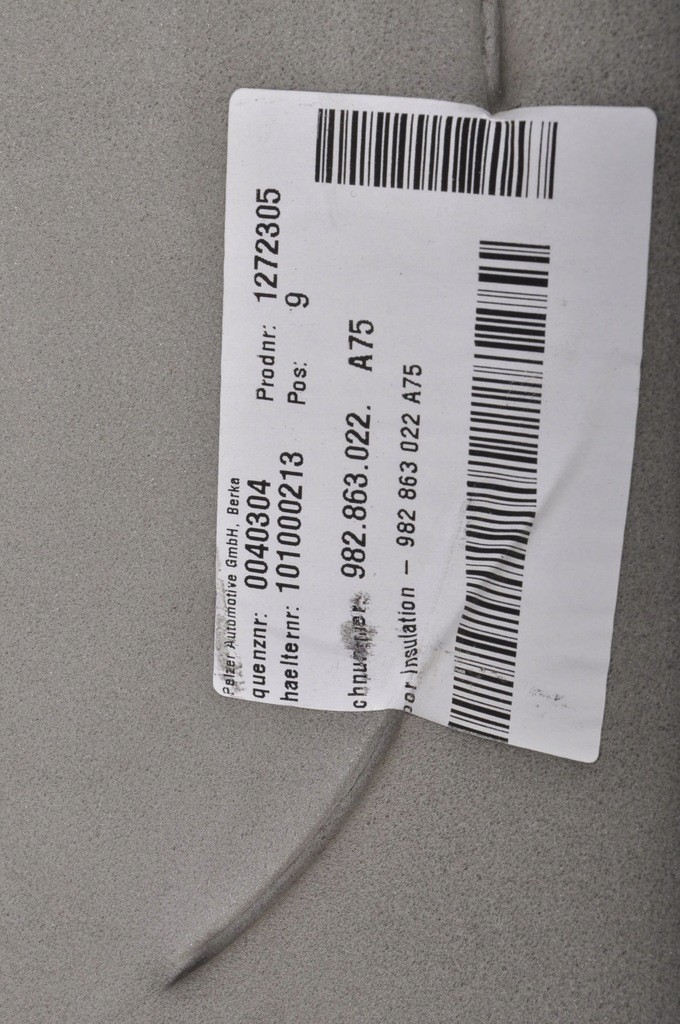 Pelzer Automotive GmbH, Berka
quenznr: 0040304 Prodnr: 1272305
haelternr: 101000213 Pos: 9
982.863.022. A75
Insulation - 982 863 022 A75